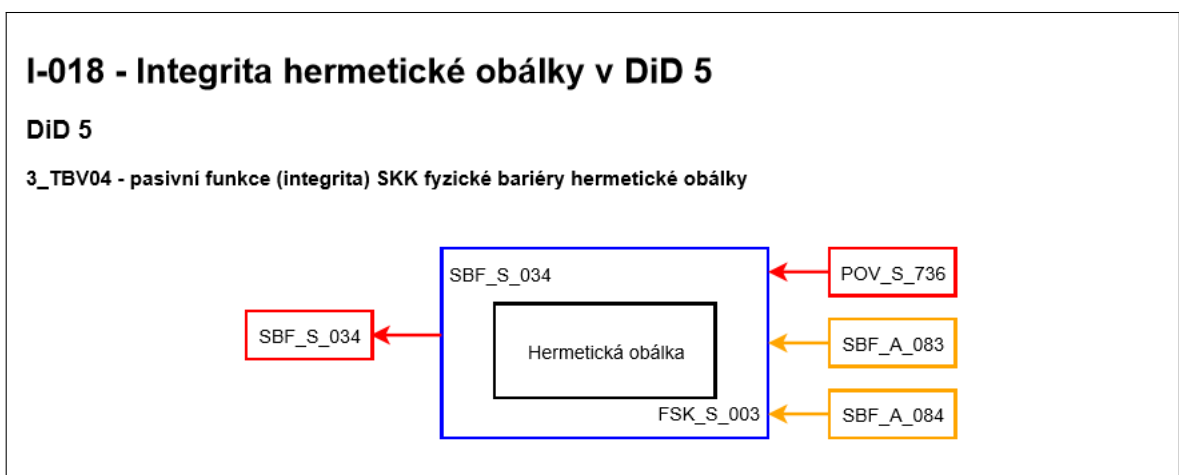 I-018 - Integrita hermetické obálky v DiD 5
DiD 5
3_TBV04 - pasivní funkce (integrita) SKK fyzické bariéry hermetické obálky
SBF_S_034
POV_S_736
SBF_S_034
Hermetická obálka
SBF_A_083
FSK_S_003
SBF_A_084